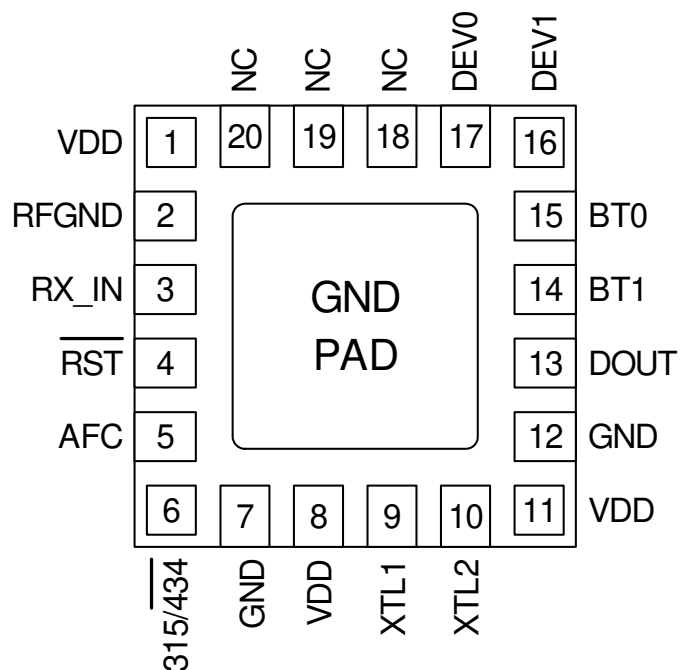 NC NC NC DEV0 DEV1
VDD 1 20 19 18 17 16
RFGND 2 15 BT0
RX_IN 3 GND 14 BT1
RST 4 PAD 13 DOUT
AFC 5 12 GND
6 7 8 9 10 11 VDD
315/434 GND VDD XTL1 XTL2